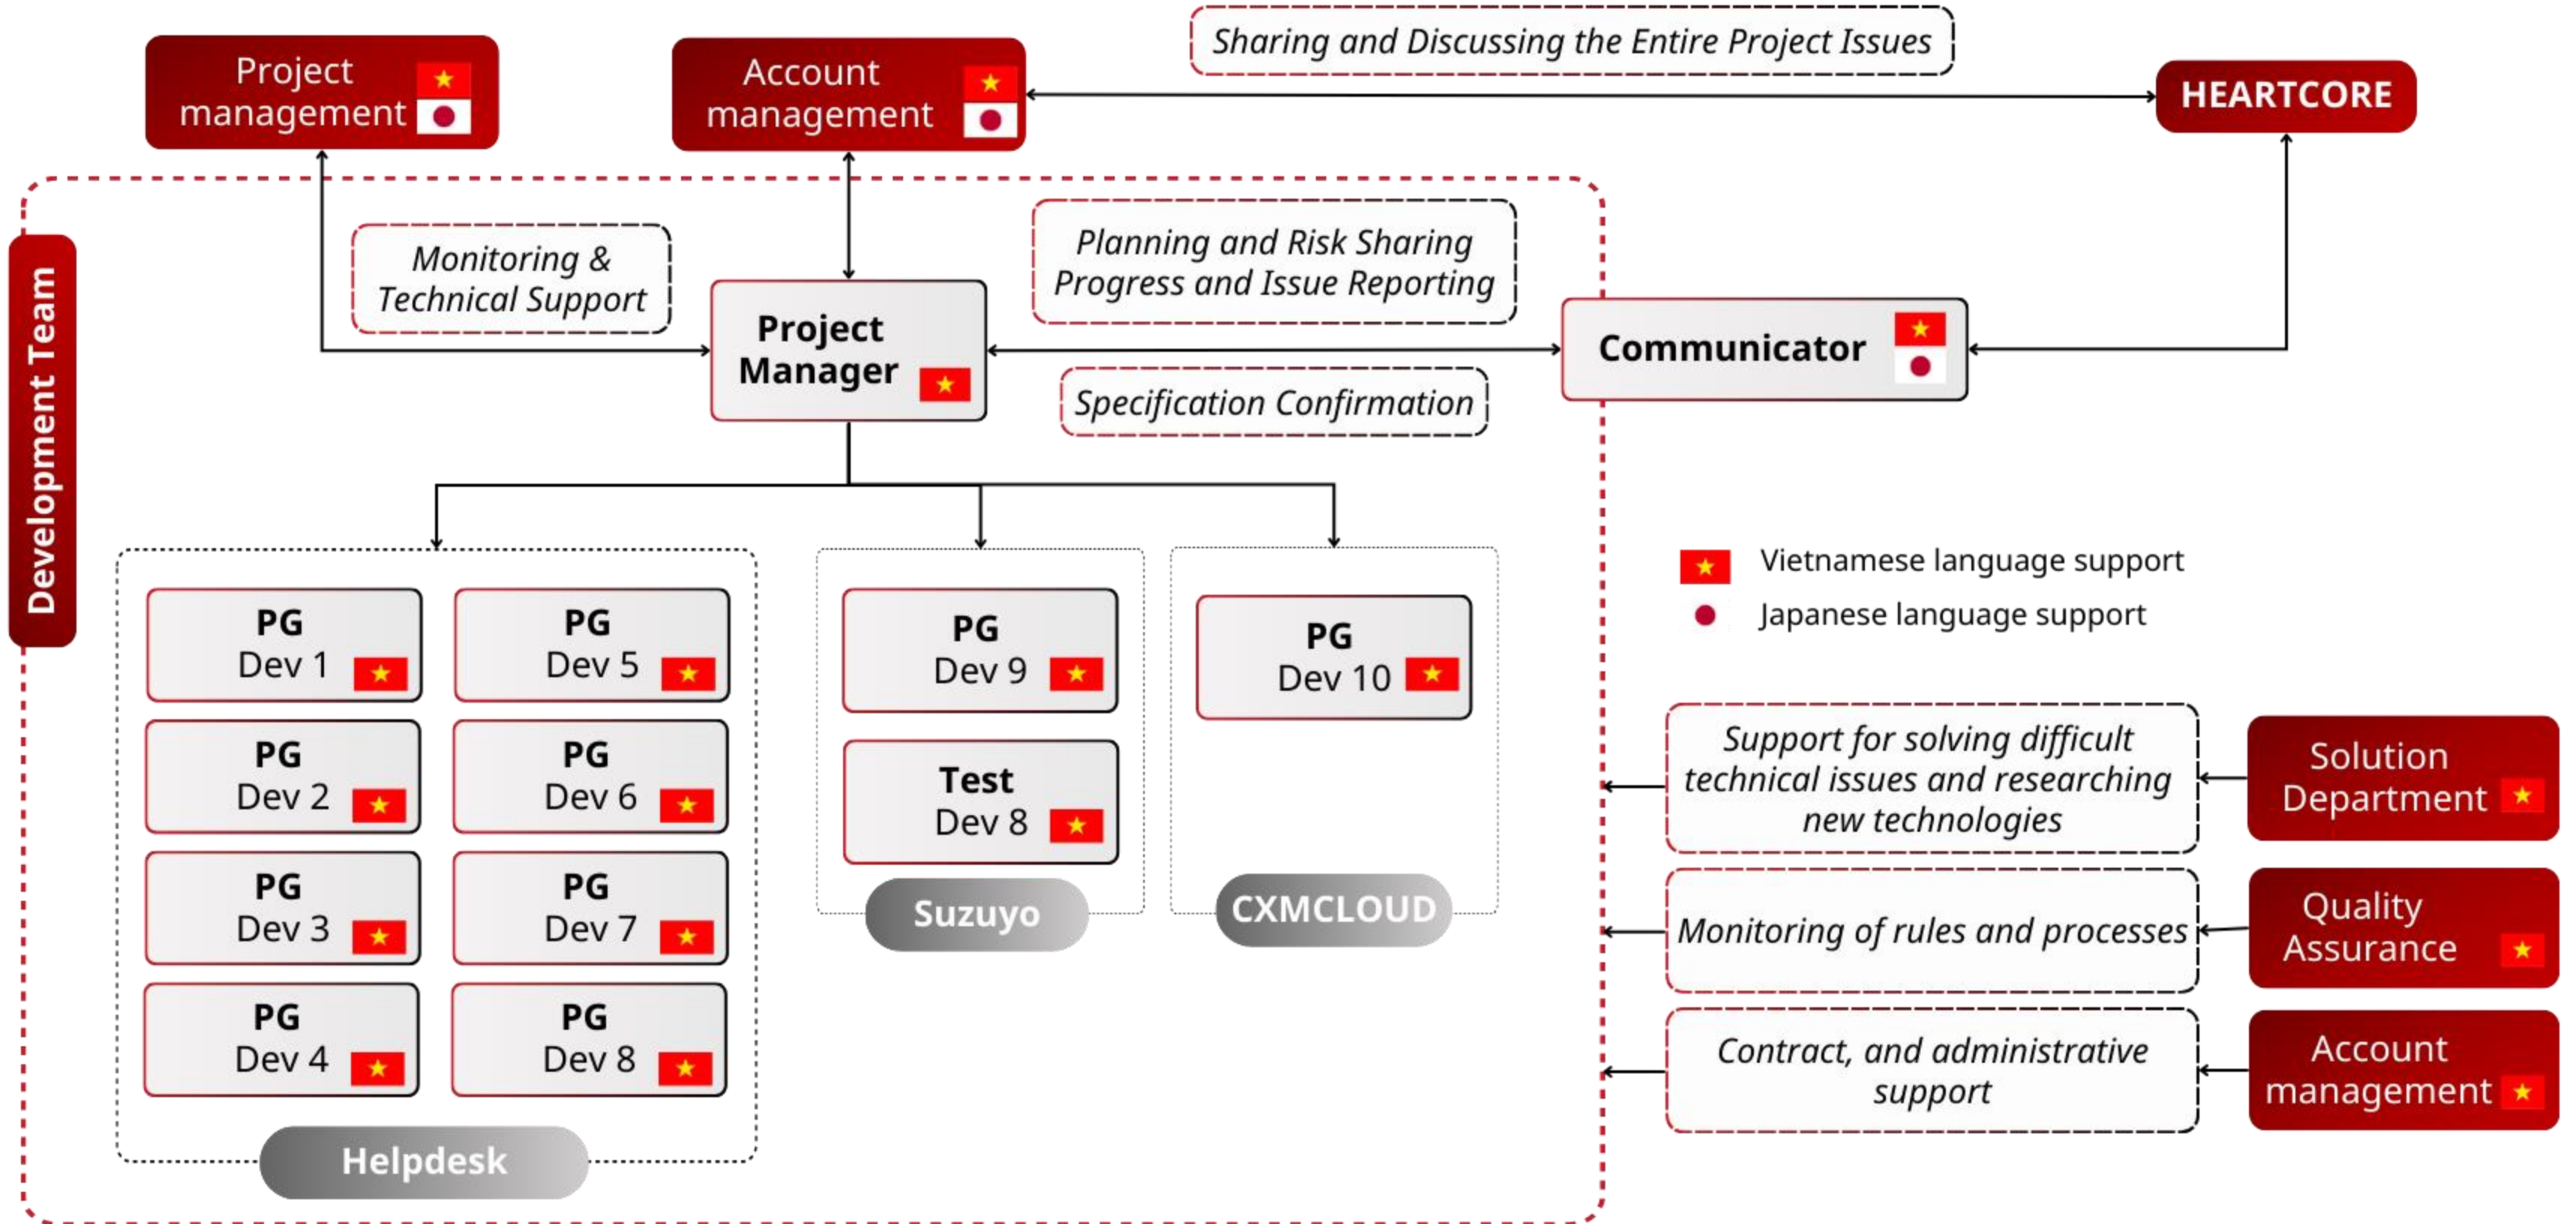 Sharing and Discussing the Entire Project Issues
Project
management
Account
management
HEARTCORE
Development Team
Monitoring &
Technical Support
Planning and Risk Sharing
Progress and Issue Reporting
Project
Manager
Communicator
Specification Confirmation
PG
Dev 1
PG
Dev 5
PG
Dev 2
PG
Dev 6
PG
Dev 3
PG
Dev 7
PG
Dev 4
PG
Dev 8
Helpdesk
PG
Dev 9
Test
Dev 8
Suzuyo
PG
Dev 10
CXMCLOUD
Vietnamese language support
Japanese language support
Support for solving difficult
technical issues and researching
new technologies
Solution
Department
Monitoring of rules and processes
Quality
Assurance
Contract, and administrative
support
Account
management